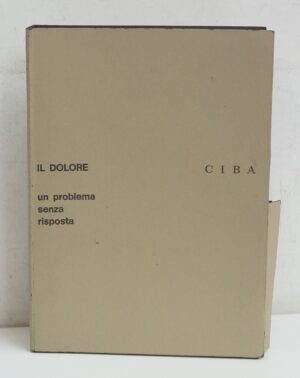 IL DOLORE
CIBA
un problema
senza
risposta